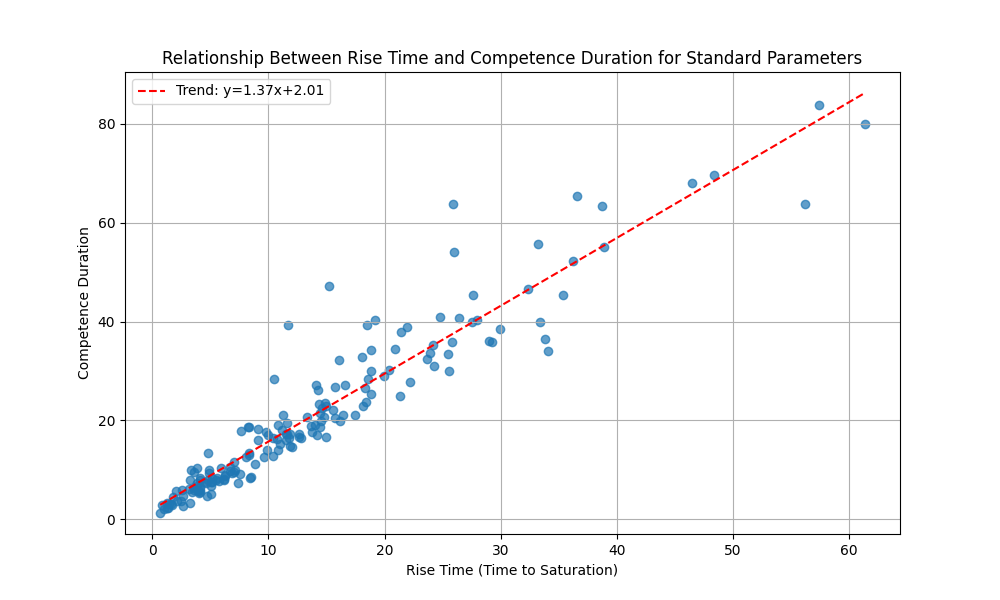 Relationship Between Rise Time and Competence Duration for Standard Parameters
Trend: y=1.37x+2.01
Competence Duration
80
60
40
20
0
0 10 20 30 40 50 60
Rise Time (Time to Saturation)